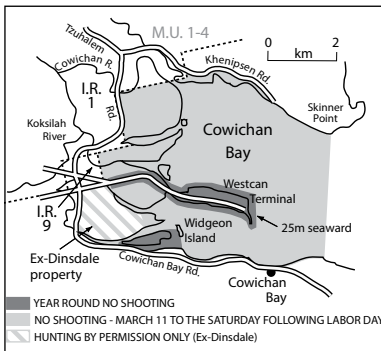 M.U. 1-4
Tzuhalem
Rd.
Cowichan R.
Khenipsen Rd.
0 2
km
I.R.
1
Skinner
Point
Koksilah
River
Cowichan
Bay
Westcan
Terminal
I.R.
9
25m seaward
Widgeon
Island
Ex-Dinsdale
property
Cowichan Bay Rd.
Cowichan
Bay
YEAR ROUND NO SHOOTING
NO SHOOTING - MARCH 11 TO THE SATURDAY FOLLOWING LABOR DAY
HUNTING BY PERMISSION ONLY (Ex-Dinsdale)